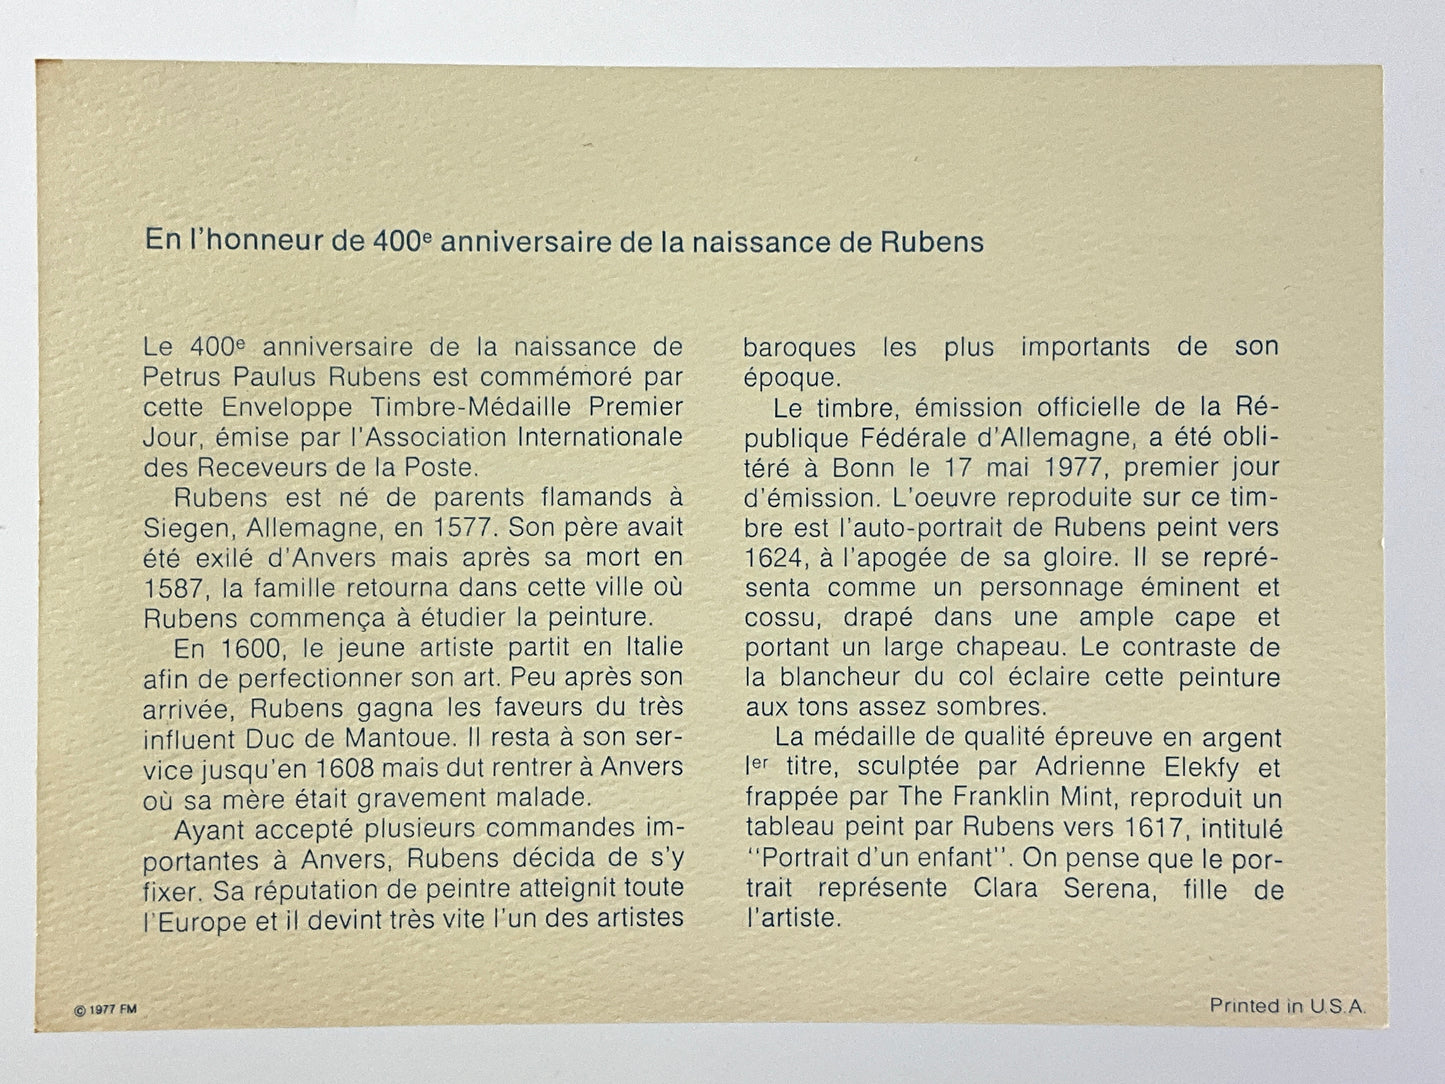 En l'honneur de 400e anniversaire de la naissance de Rubens
Le 400e anniversaire de la naissance de
Petrus Paulus Rubens est commémoré par
cette Enveloppe Timbre-Médaille Premier
Jour, émise par l'Association Internationale
des Receveurs de la Poste.
Rubens est né de parents flamands à
Siegen, Allemagne, en 1577. Son père avait
été exilé d'Anvers mais après sa mort en
1587, la famille retourna dans cette ville où
Rubens commença à étudier la peinture.
En 1600, le jeune artiste partit en Italie
afin de perfectionner son art. Peu après son
arrivée, Rubens gagna les faveurs du très
influent Duc de Mantoue. Il resta à son ser-
vice jusqu'en 1608 mais dut rentrer à Anvers
où sa mère était gravement malade.
Ayant accepté plusieurs commandes im-
portantes à Anvers, Rubens décida de s'y
fixer. Sa réputation de peintre atteignit toute
l'Europe et il devint très vite l'un des artistes
baroques les plus importants de son
époque.
Le timbre, émission officielle de la Ré-
publique Fédérale d'Allemagne, a été obli-
téré à Bonn le 17 mai 1977, premier jour
d'émission. L'oeuvre reproduite sur ce tim-
bre est l'auto-portrait de Rubens peint vers
1624, à l'apogée de sa gloire. Il se repré-
senta comme un personnage éminent et
cossu, drapé dans une ample cape et
portant un large chapeau. Le contraste de
la blancheur du col éclaire cette peinture
aux tons assez sombres.
La médaille de qualité épreuve en argent
Ier titre, sculptée par Adrienne Elekfy et
frappée par The Franklin Mint, reproduit un
tableau peint par Rubens vers 1617, intitulé
"Portrait d'un enfant". On pense que le por-
trait représente Clara Serena, fille de
l'artiste.
© 1977 FM
Printed in U.S.A.